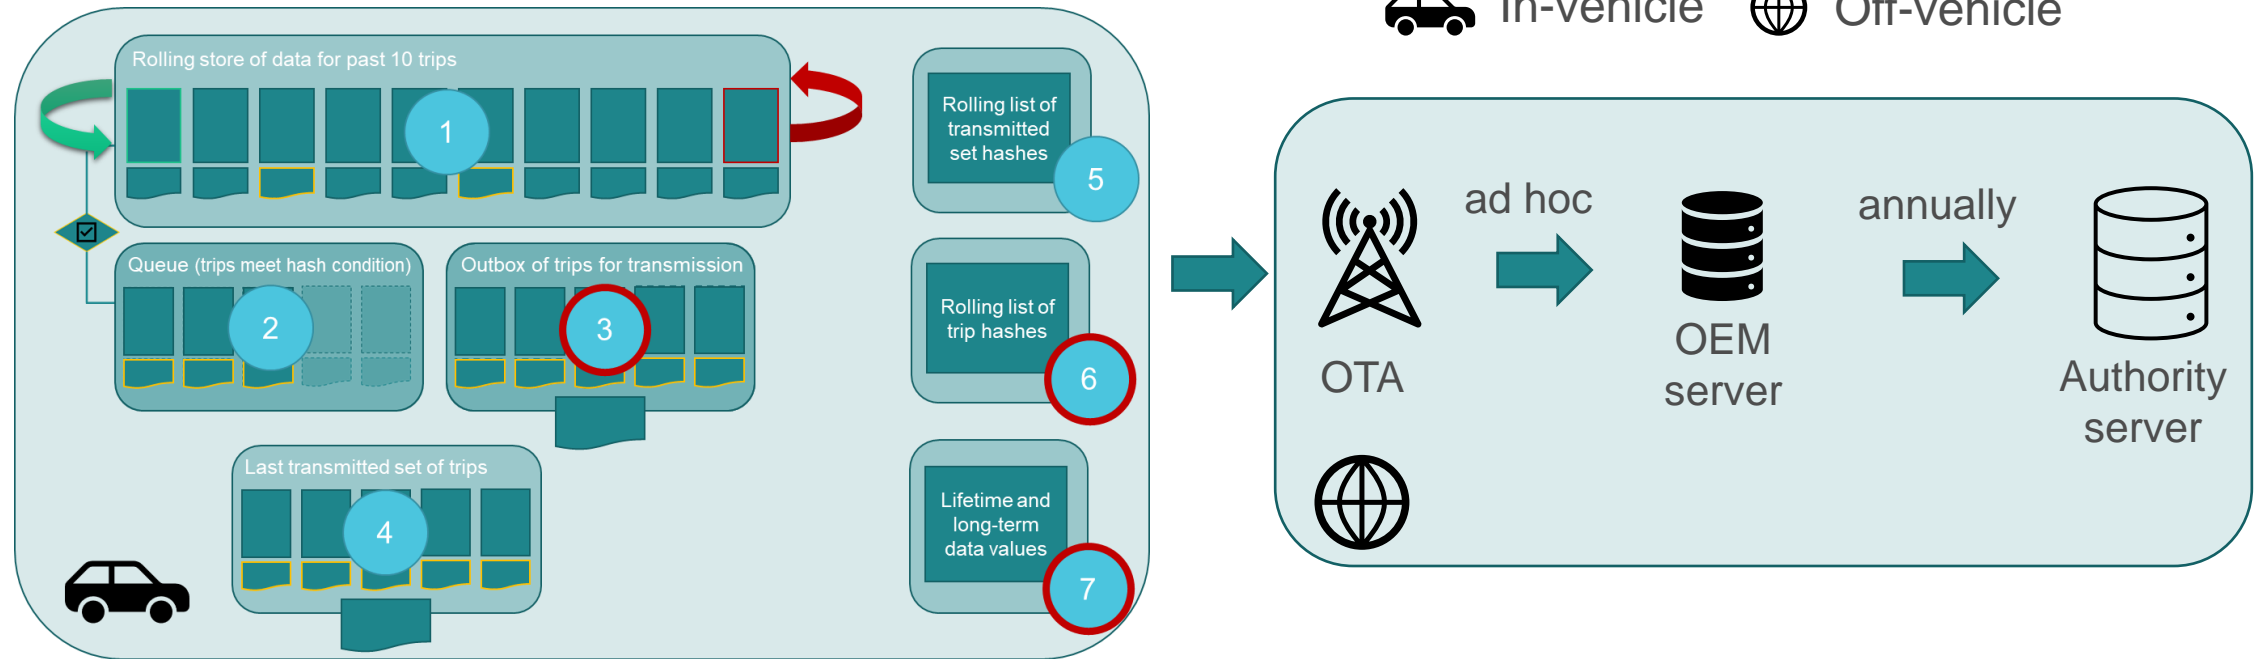 In-vehicle
Off-vehicle
Rolling store of data for past 10 trips
1
Queue (trips meet hash condition)
2
Outbox of trips for transmission
3
Last transmitted set of trips
4
Rolling list of
transmitted
set hashes
5
Rolling list of
trip hashes
6
Lifetime and
long-term
data values
7
OTA
ad hoc
OEM
server
annually
Authority
server